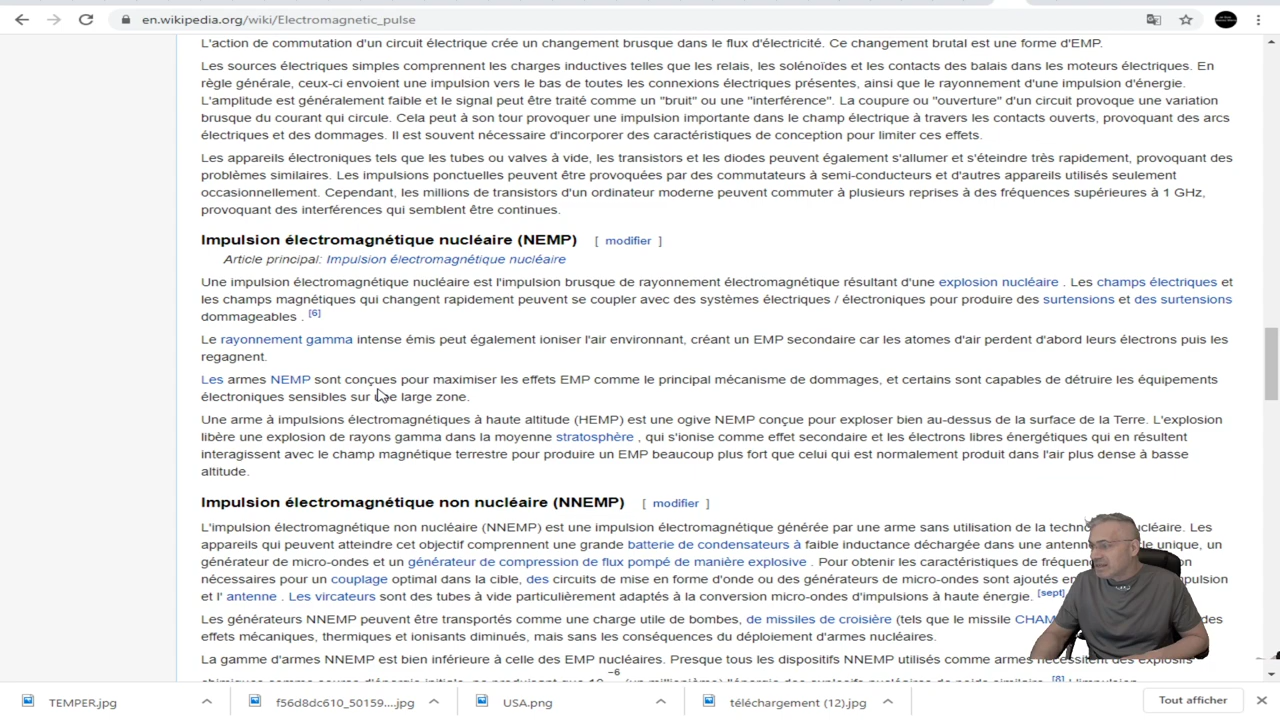 en.wikipedia.org/wiki/Electromagnetic_pulse
L'action de commutation d'un circuit électrique crée un changement brusque dans le flux d'électricité. Ce changement brutal est une forme d'EMP.
Les sources électriques simples comprennent les charges inductives telles que les relais, les solénoïdes et les contacts des balais dans les moteurs électriques. En
règle générale, ceux-ci envoient une impulsion vers le bas de toutes les connexions électriques présentes, ainsi que le rayonnement d'une impulsion d'énergie.
L'amplitude est généralement faible et le signal peut être traité comme un "bruit" ou une "interférence". La coupure ou "ouverture" d'un circuit provoque une variation
brusque du courant qui circule. Cela peut à son tour provoquer une impulsion importante dans le champ électrique à travers les contacts ouverts, provoquant des arcs
électriques et des dommages. Il est souvent nécessaire d'incorporer des caractéristiques de conception pour limiter ces effets.
Les appareils électroniques tels que les tubes ou valves à vide, les transistors et les diodes peuvent également s'allumer et s'éteindre très rapidement, provoquant des
problèmes similaires. Les impulsions ponctuelles peuvent être provoquées par des commutateurs à semi-conducteurs et d'autres appareils utilisés seulement
occasionnellement. Cependant, les millions de transistors d'un ordinateur moderne peuvent commuter à plusieurs reprises à des fréquences supérieures à 1 GHz,
provoquant des interférences qui semblent être continues.
Impulsion électromagnétique nucléaire (NEMP) [ modifier ]
Article principal: Impulsion électromagnétique nucléaire
Une impulsion électromagnétique nucléaire est l'impulsion brusque de rayonnement électromagnétique résultant d'une explosion nucléaire . Les champs électriques et
les champs magnétiques qui changent rapidement peuvent se coupler avec des systèmes électriques / électroniques pour produire des surtensions et des surtensions
dommageables . [6]
Le rayonnement gamma intense émis peut également ioniser l'air environnant, créant un EMP secondaire car les atomes d'air perdent d'abord leurs électrons puis les
regagnent.
Les armes NEMP sont conçues pour maximiser les effets EMP comme le principal mécanisme de dommages, et certains sont capables de détruire les équipements
électroniques sensibles sur une large zone.
Une arme à impulsions électromagnétiques à haute altitude (HEMP) est une ogive NEMP conçue pour exploser bien au-dessus de la surface de la Terre. L'explosion
libère une explosion de rayons gamma dans la moyenne stratosphère , qui s'ionise comme effet secondaire et les électrons libres énergétiques qui en résultent
interagissent avec le champ magnétique terrestre pour produire un EMP beaucoup plus fort que celui qui est normalement produit dans l'air plus dense à basse
altitude.
Impulsion électromagnétique non nucléaire (NNEMP) [ modifier ]
L'impulsion électromagnétique non nucléaire (NNEMP) est une impulsion électromagnétique générée par une arme sans utilisation de la nucléaire. Les
appareils qui peuvent atteindre cet objectif comprennent une grande batterie de condensateurs à faible inductance déchargée dans une unique, un
générateur de micro-ondes et un générateur de compression de flux pompé de manière explosive . Pour obtenir les caractéristiques de
nécessaires pour un couplage optimal dans la cible, des circuits de mise en forme d'onde ou des générateurs de micro-ondes sont ajoutés
et l' antenne . Les vircateurs sont des tubes à vide particulièrement adaptés à la conversion micro-ondes d'impulsions à haute énergie. [sept]
Les générateurs NNEMP peuvent être transportés comme une charge utile de bombes, de missiles de croisière (tels que le missile des
effets mécaniques, thermiques et ionisants diminués, mais sans les conséquences du déploiement d'armes nucléaires.
La gamme d'armes NNEMP est bien inférieure à celle des EMP nucléaires. Presque tous les dispositifs NNEMP utilisés comme armes nécessitent des explosifs
TEMPER.jpg f56d8dc610_50159....jpg USA.png téléchargement (12).jpg Tout afficher